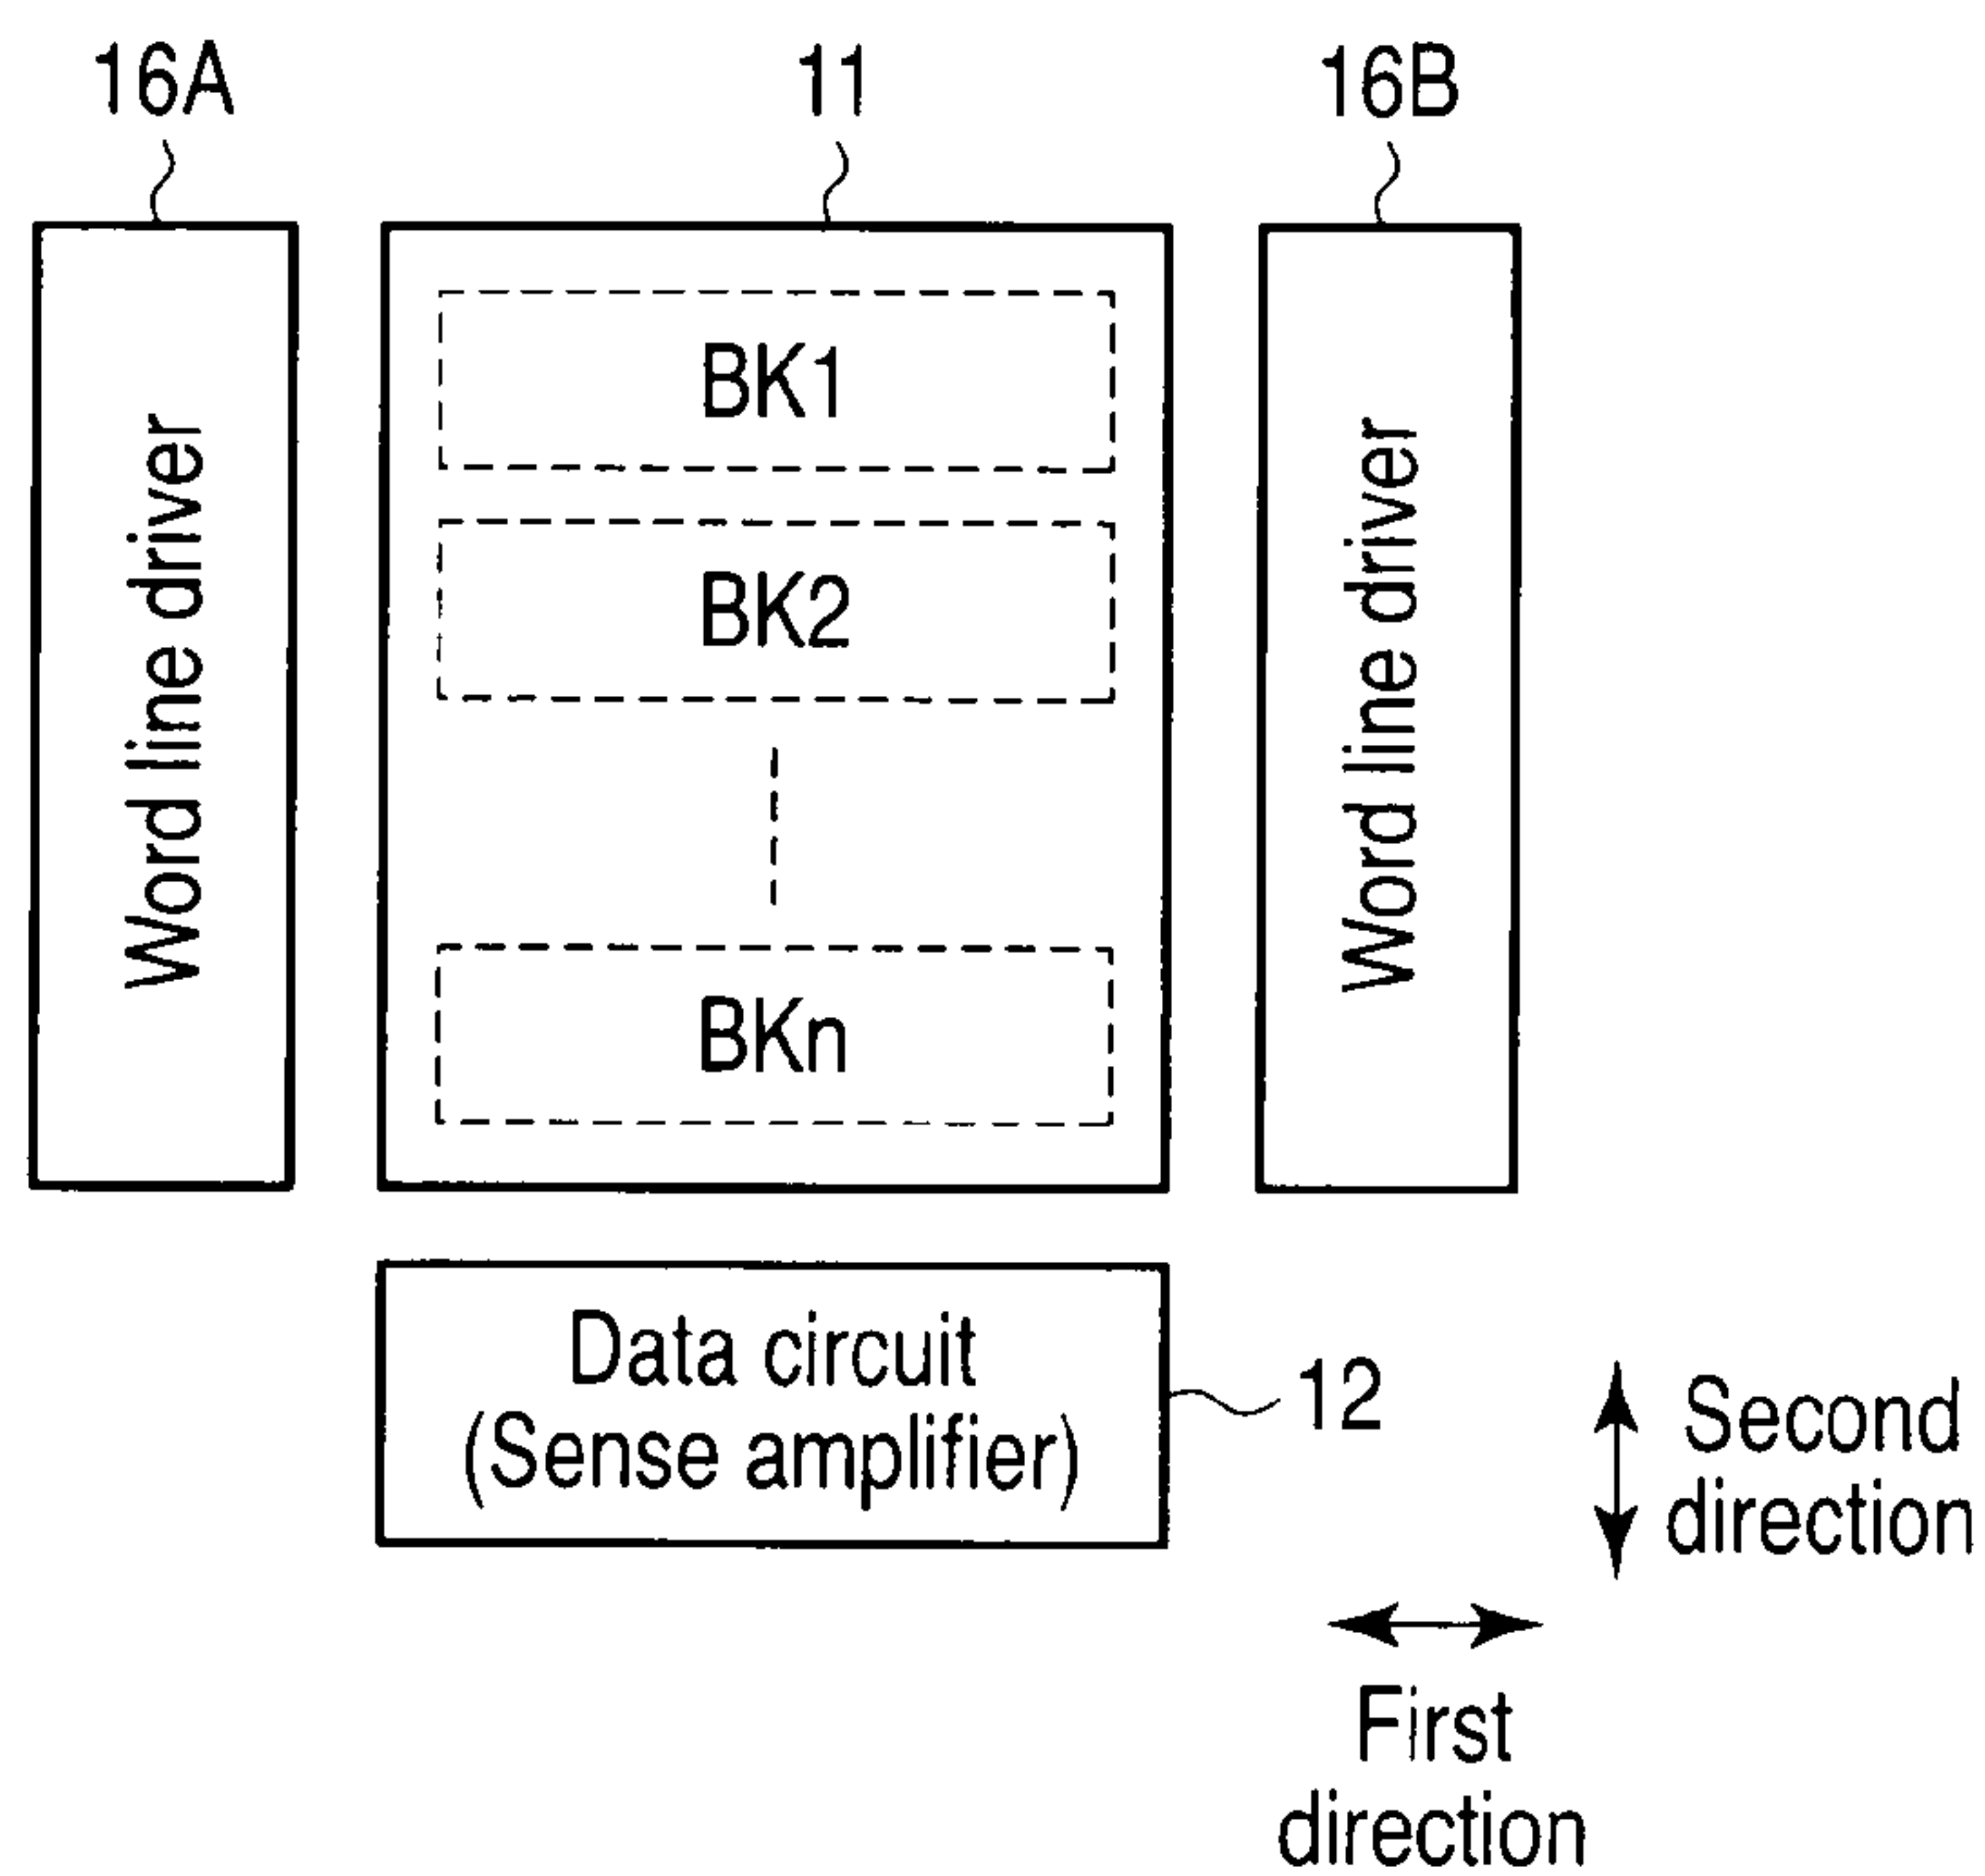 16A
11
16B
Word line driver
BK1
BK2
BKn
Word line driver
Data circuit
(Sense amplifier)
12
Second
direction
First
direction